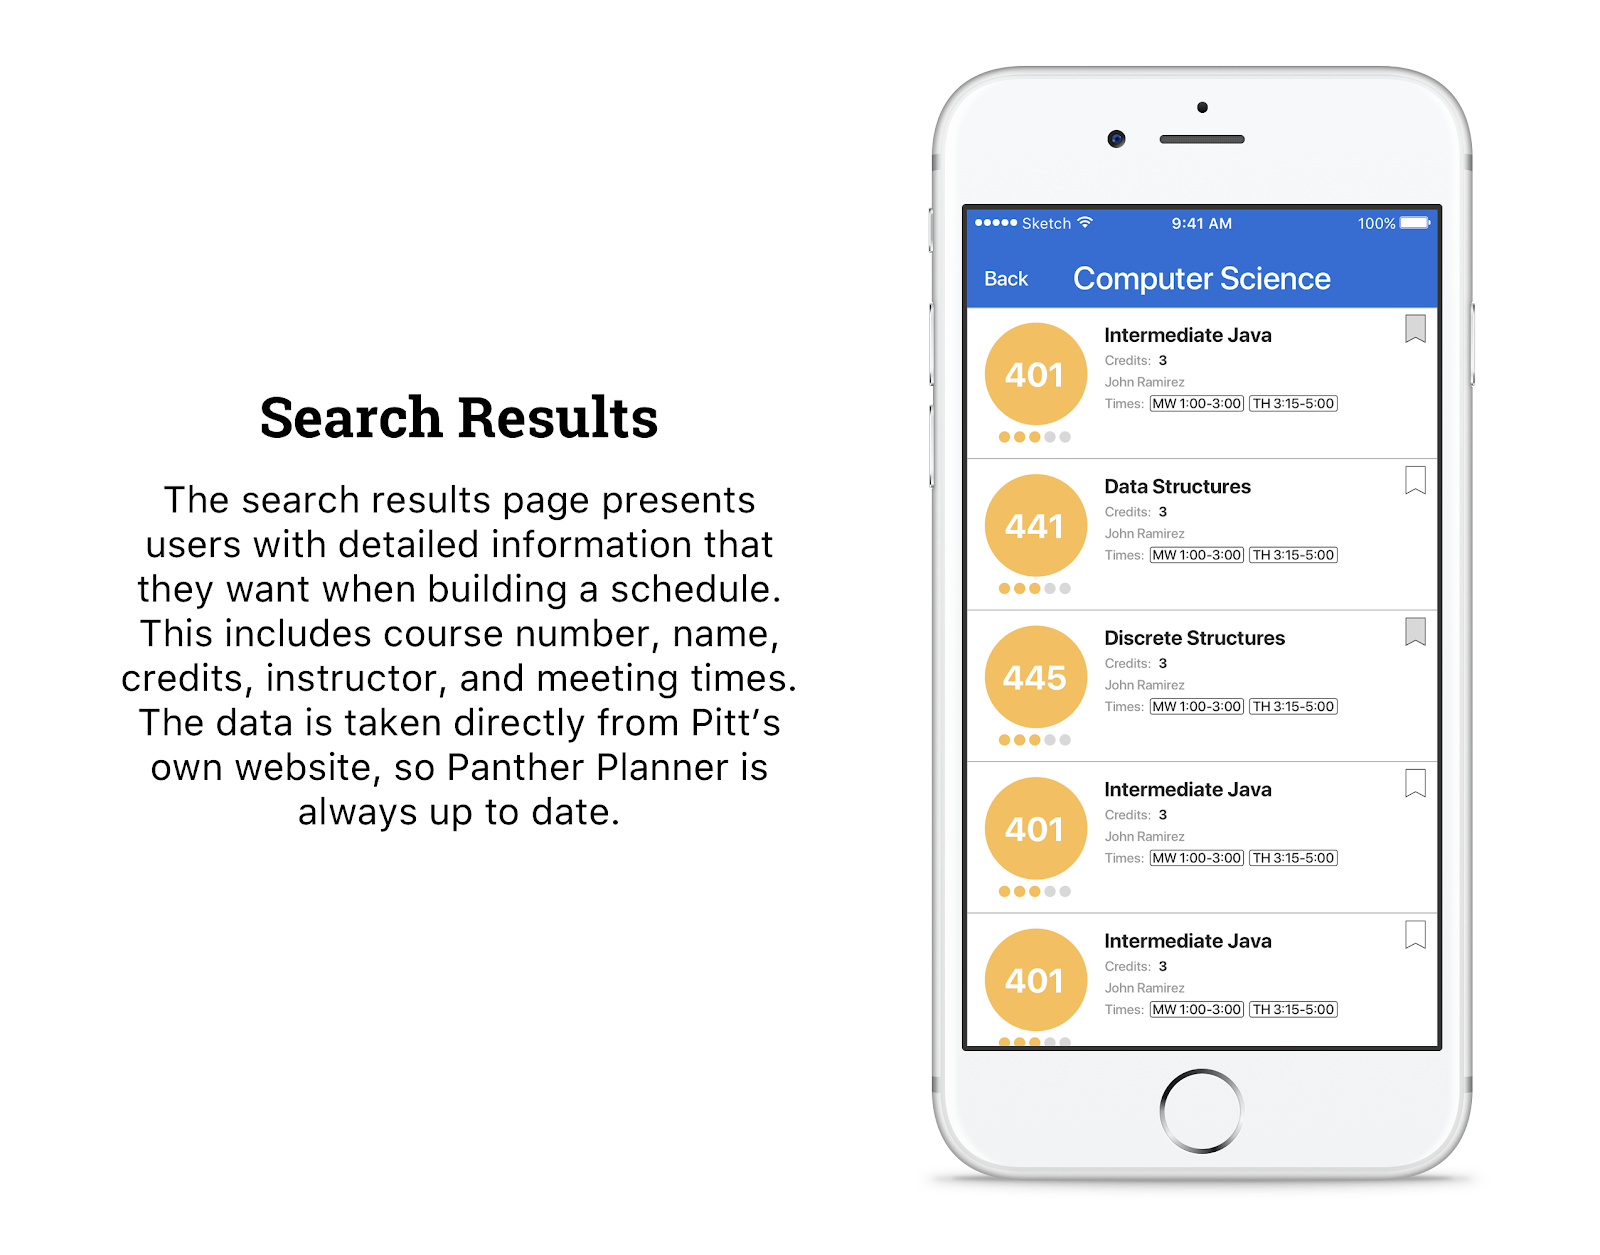 Search Results
The search results page presents
users with detailed information that
they want when building a schedule.
This includes course number, name,
credits, instructor, and meeting times.
The data is taken directly from Pitt’s
own website, so Panther Planner is
always up to date.
Sketch 9:41 AM 100%
Back Computer Science
401
Intermediate Java
Credits: 3
John Ramirez
Times: MW 1:00-3:00 TH 3:15-5:00
441
Data Structures
Credits: 3
John Ramirez
Times: MW 1:00-3:00 TH 3:15-5:00
445
Discrete Structures
Credits: 3
John Ramirez
Times: MW 1:00-3:00 TH 3:15-5:00
401
Intermediate Java
Credits: 3
John Ramirez
Times: MW 1:00-3:00 TH 3:15-5:00
401
Intermediate Java
Credits: 3
John Ramirez
Times: MW 1:00-3:00 TH 3:15-5:00